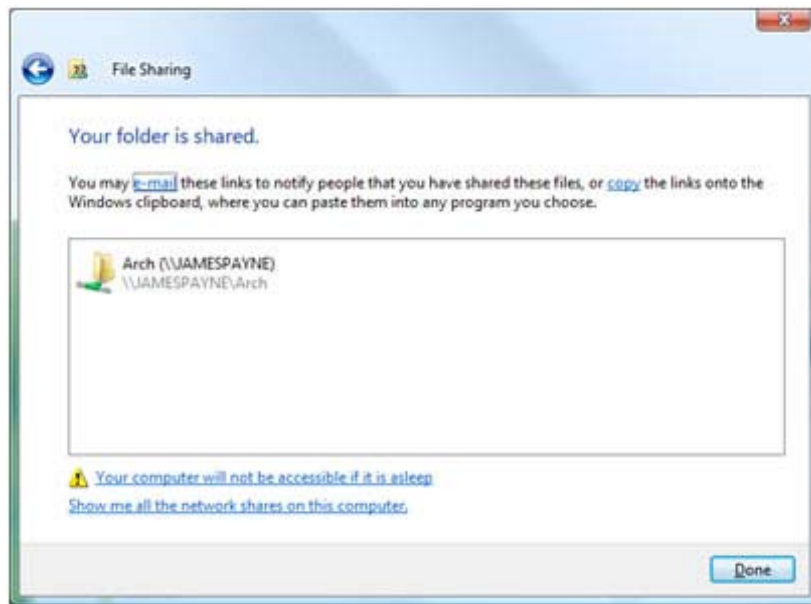 File Sharing
Your folder is shared.
You may e-mail these links to notify people that you have shared these files, or copy the links onto the
Windows clipboard, where you can paste them into any program you choose.
Arch (\\JAMESPAYNE)
\\JAMESPAYNE\Arch
Your computer will not be accessible if it is asleep
Show me all the network shares on this computer.
Done